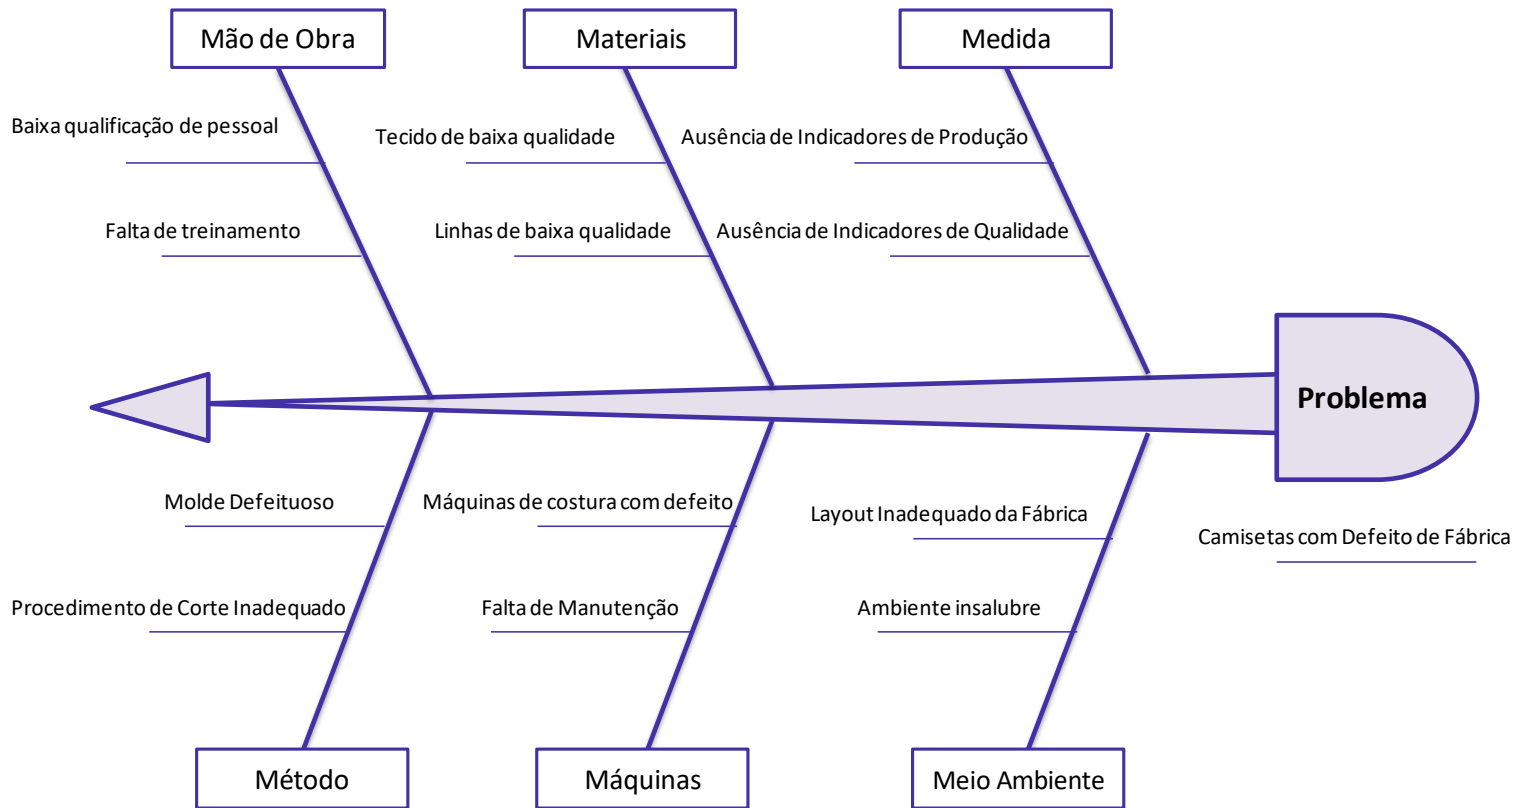 Mão de Obra
Materiais
Medida
Baixa qualificação de pessoal
Tecido de baixa qualidade
Ausência de Indicadores de Produção
Falta de treinamento
Linhas de baixa qualidade
Ausência de Indicadores de Qualidade
Problema
Molde Defeituoso
Máquinas de costura com defeito
Layout Inadequado da Fábrica
Camisetas com Defeito de Fábrica
Procedimento de Corte Inadequado
Falta de Manutenção
Ambiente insalubre
Método
Máquinas
Meio Ambiente